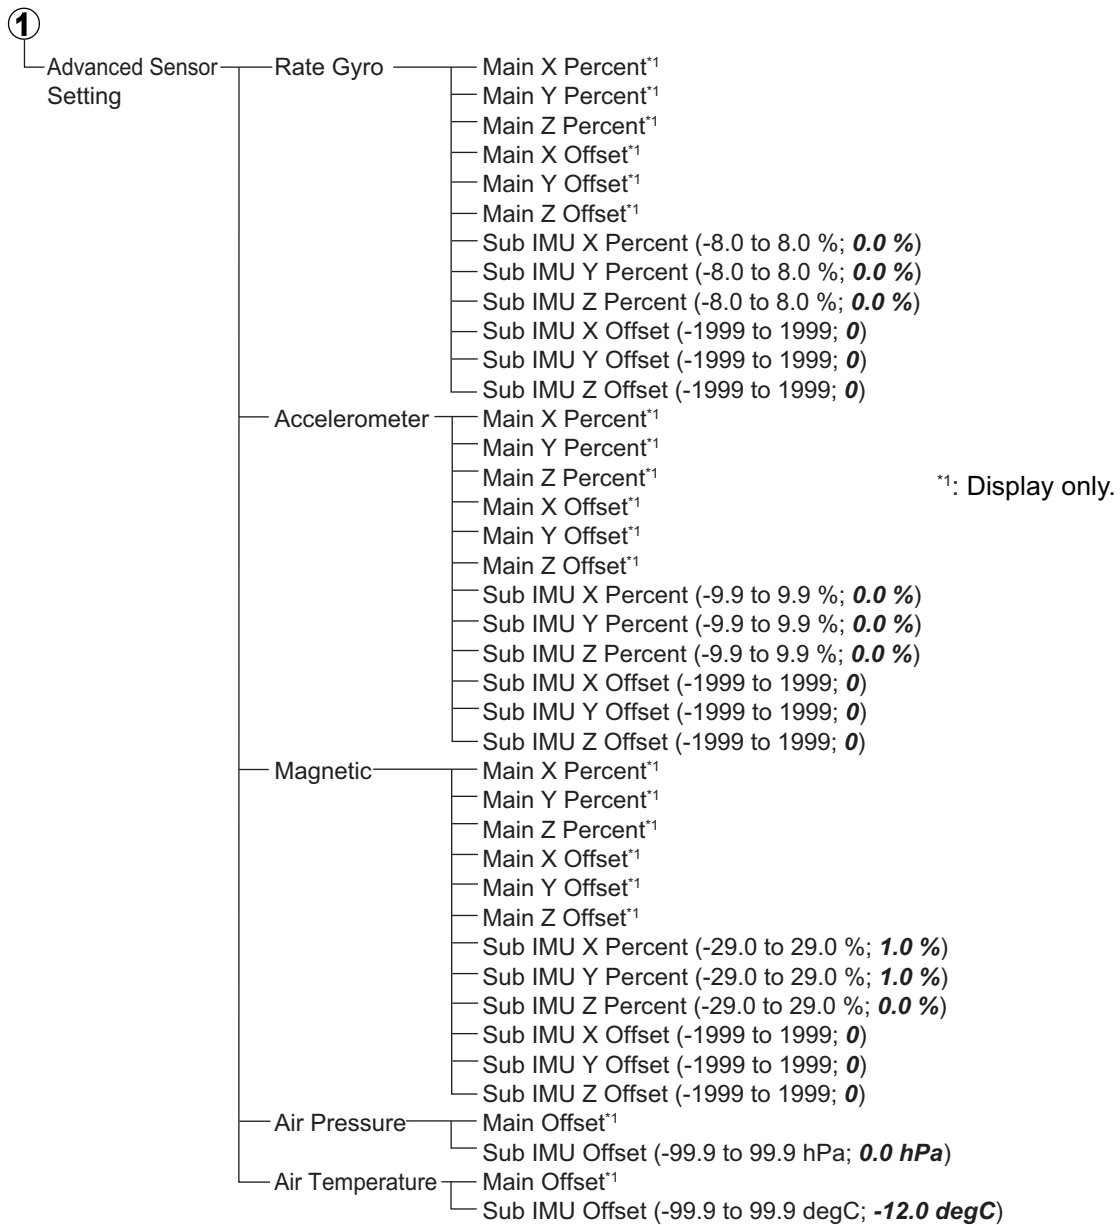 1
Advanced Sensor Setting
Rate Gyro
Main X Percent*1
Main Y Percent*1
Main Z Percent*1
Main X Offset*1
Main Y Offset*1
Main Z Offset*1
Sub IMU X Percent (-8.0 to 8.0 %; 0.0 %)
Sub IMU Y Percent (-8.0 to 8.0 %; 0.0 %)
Sub IMU Z Percent (-8.0 to 8.0 %; 0.0 %)
Sub IMU X Offset (-1999 to 1999; 0)
Sub IMU Y Offset (-1999 to 1999; 0)
Sub IMU Z Offset (-1999 to 1999; 0)
Accelerometer
Main X Percent*1
Main Y Percent*1
Main Z Percent*1
Main X Offset*1
Main Y Offset*1
Main Z Offset*1
Sub IMU X Percent (-9.9 to 9.9 %; 0.0 %)
Sub IMU Y Percent (-9.9 to 9.9 %; 0.0 %)
Sub IMU Z Percent (-9.9 to 9.9 %; 0.0 %)
Sub IMU X Offset (-1999 to 1999; 0)
Sub IMU Y Offset (-1999 to 1999; 0)
Sub IMU Z Offset (-1999 to 1999; 0)
*1: Display only.
Magnetic
Main X Percent*1
Main Y Percent*1
Main Z Percent*1
Main X Offset*1
Main Y Offset*1
Main Z Offset*1
Sub IMU X Percent (-29.0 to 29.0 %; 1.0 %)
Sub IMU Y Percent (-29.0 to 29.0 %; 1.0 %)
Sub IMU Z Percent (-29.0 to 29.0 %; 0.0 %)
Sub IMU X Offset (-1999 to 1999; 0)
Sub IMU Y Offset (-1999 to 1999; 0)
Sub IMU Z Offset (-1999 to 1999; 0)
Air Pressure
Main Offset*1
Sub IMU Offset (-99.9 to 99.9 hPa; 0.0 hPa)
Air Temperature
Main Offset*1
Sub IMU Offset (-99.9 to 99.9 degC; -12.0 degC)